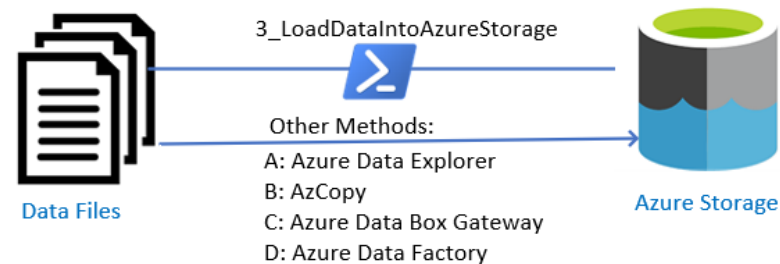 3_LoadDataIntoAzureStorage
Other Methods:
A: Azure Data Explorer
B: AzCopy
C: Azure Data Box Gateway
D: Azure Data Factory
Data Files
Azure Storage